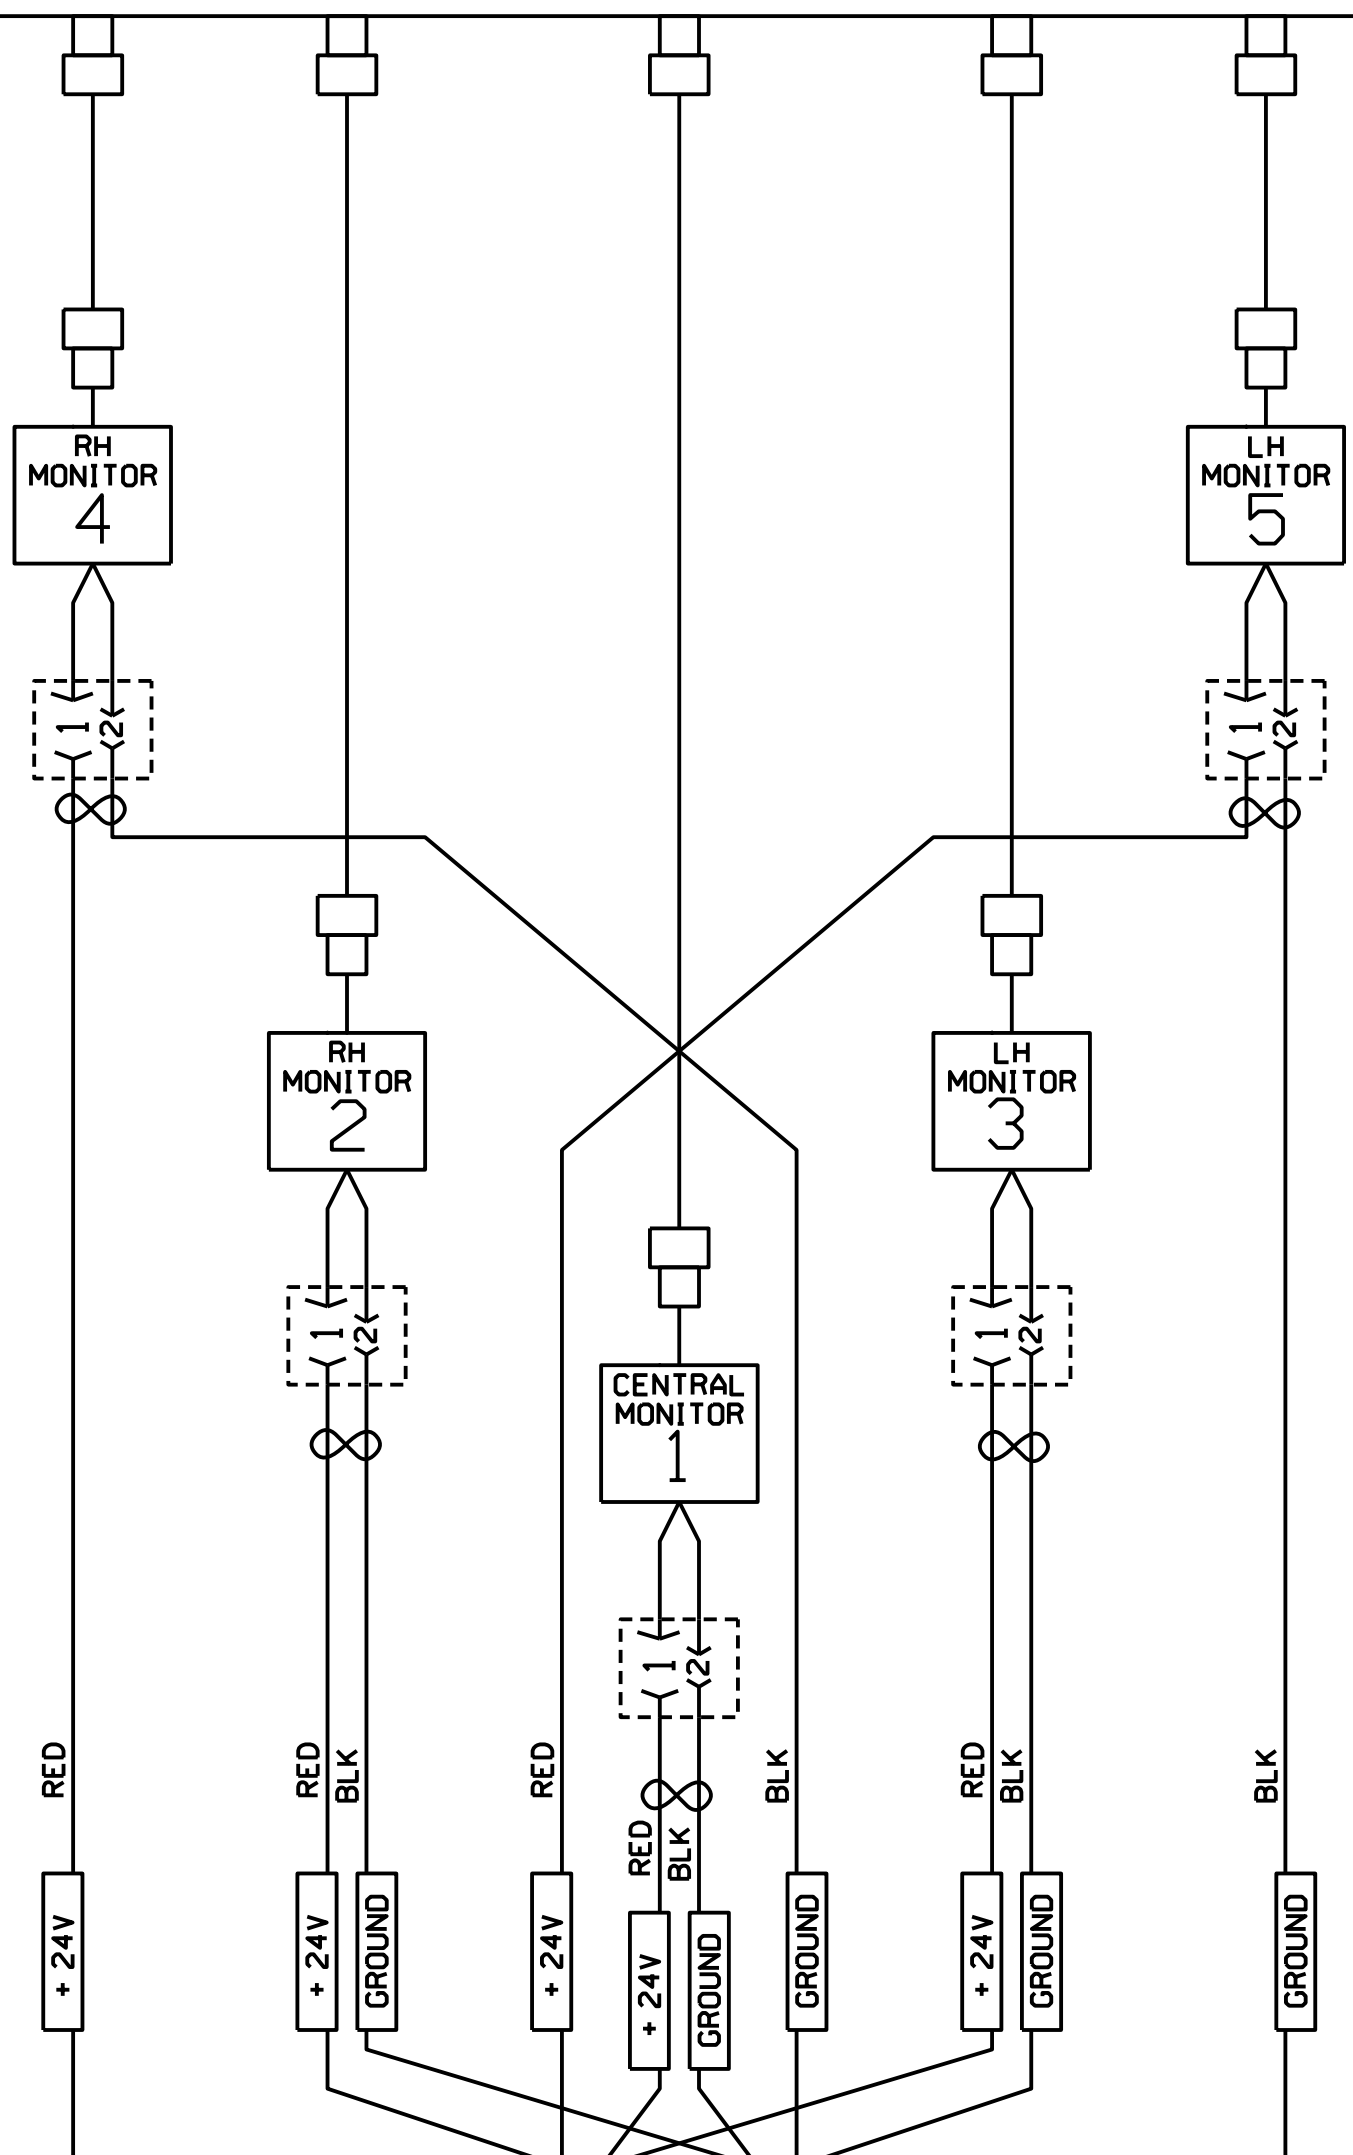 RH
MONITOR
4
LH
MONITOR
5
1
2
1
2
RH
MONITOR
2
LH
MONITOR
3
1
2
1
2
CENTRAL
MONITOR
1
1
2
RED
RED
BLK
RED
RED
BLK
BLK
RED
BLK
BLK
+ 24V
+ 24V
GROUND
+ 24V
+ 24V
GROUND
GROUND
+ 24V
GROUND
GROUND